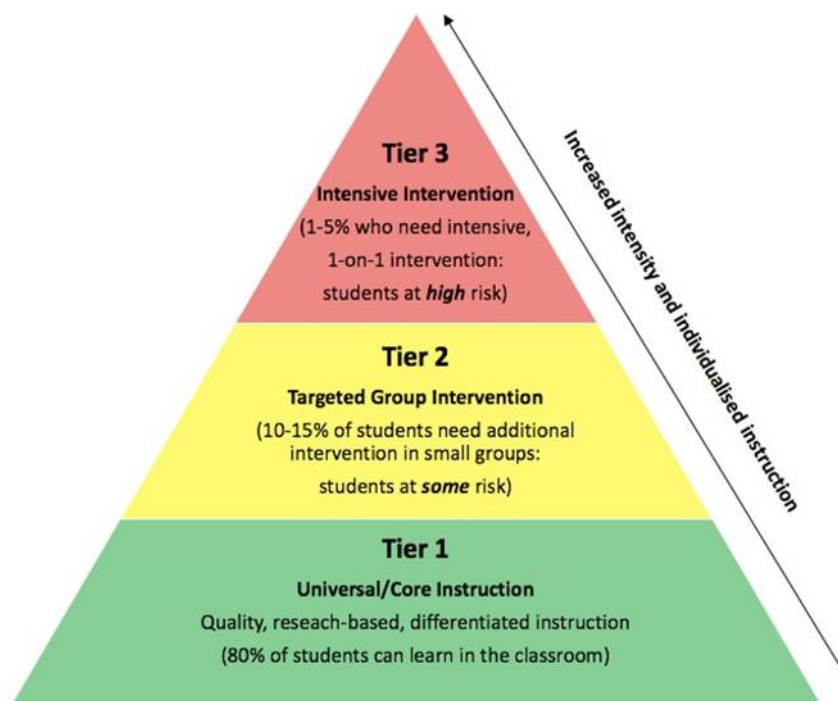 Tier 3
Intensive Intervention
(1-5% who need intensive,
1-on-1 intervention:
students at high risk)
Tier 2
Targeted Group Intervention
(10-15% of students need additional
intervention in small groups:
students at some risk)
Tier 1
Universal/Core Instruction
Quality, reseach-based, differentiated instruction
(80% of students can learn in the classroom)
Increased intensity and individualised instruction